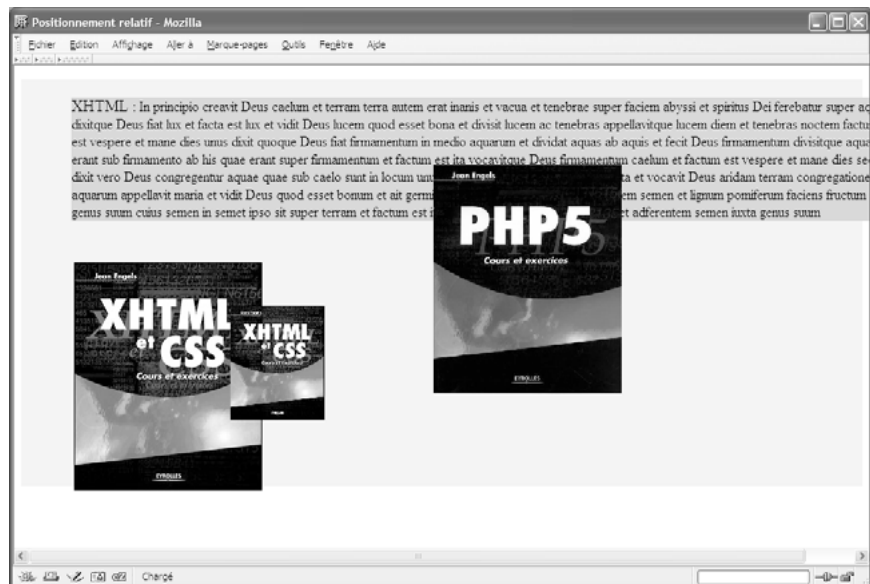 Positionnement relatif - Mozilla
Fichier Edition Affichage Aller à Marque-pages Outils Fenêtre Aide
XHTML : In principio creavit Deus caelum et terram terra autem erat inanis et vacua et tenebrae super faciem abyssi et spiritus Dei ferebatur super aq
dixitque Deus fiat lux et facta est lux et vidit Deus lucem quod esset bona et divisit lucem ac tenebras appellavitque lucem diem et tenebras noctem factu
est vespere et mane dies unus dixit quoque Deus fiat firmamentum in medio aquarum et dividat aquas ab aquis et fecit Deus firmamentum divisitque aqua
erant sub firmamento ab his quae erant super firmamentum et factum est ita vocavitque Deus firmamentum caelum et factum est vespere et mane dies se
dixit vero Deus congregentur aquae quae sub caelo sunt in locum unu ta et vocavit Deus aridam terram congregatione
aquarum appellavit maria et vidit Deus quod esset bonum et ait germi em semen et lignum pomiferum faciens fructum
genus suum cuius semen in semet ipso sit super terram et factum est i et adferentem semen iuxta genus suum
Jean Engels
PHP5
Cours et exercices
EYROLLES
Jean Engels
XHTML
et CSS
Cours et exercices
EYROLLES
XHTML
et CSS
Chargé